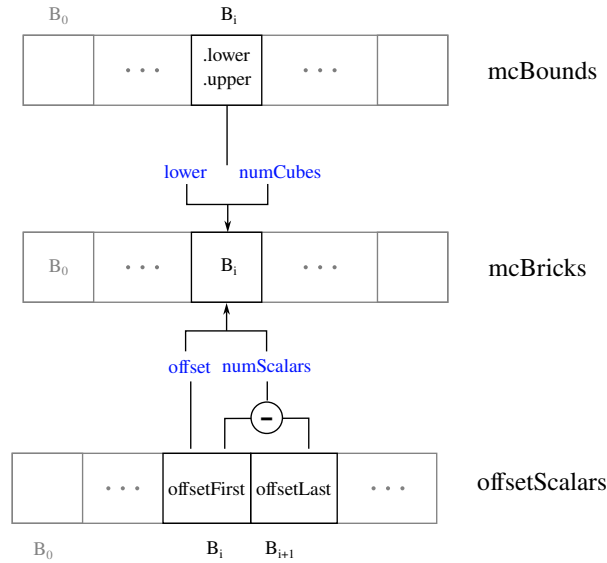 B0 Bi
.lower
.upper
... ...
mcBounds
lower numCubes
B0 ... Bi ...
mcBricks
offset numScalars
-
... offsetFirst offsetLast ...
offsetScalars
B0 Bi Bi+1